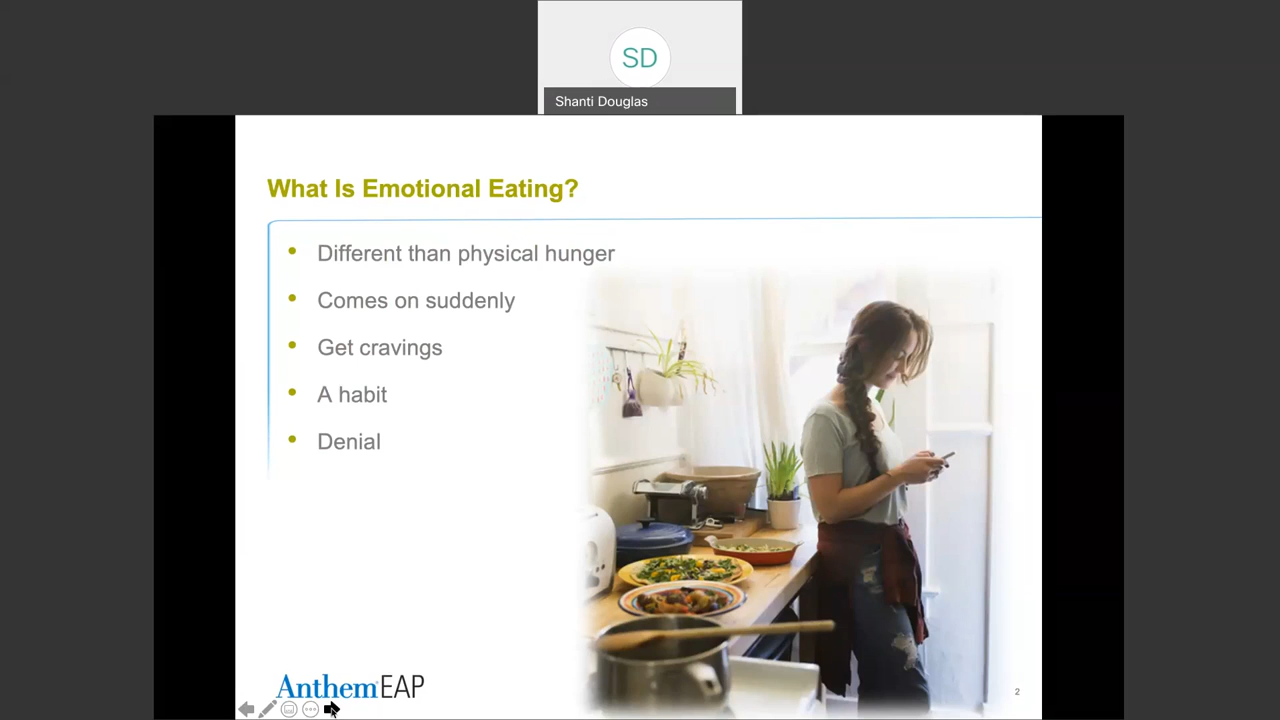 SD
Shanti Douglas
What Is Emotional Eating?
• Different than physical hunger
• Comes on suddenly
• Get cravings
• A habit
• Denial
Anthem EAP
2